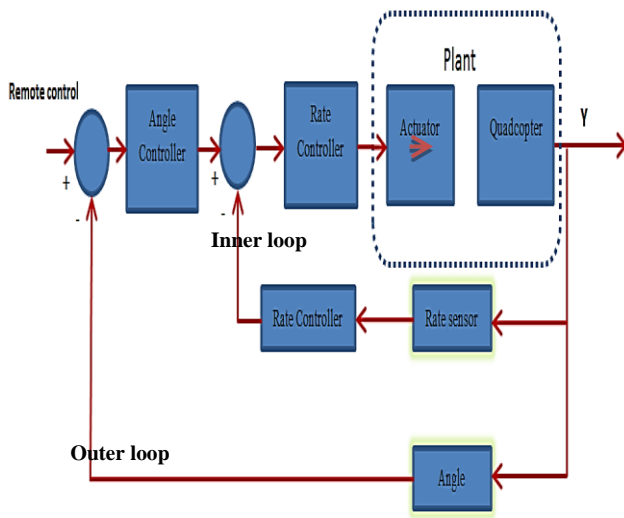 Plant
Remote control
Angle
Controller
Rate
Controller
Actuator
Quadcopter
Y
+
-
+
-
Inner loop
Rate Controller
Rate sensor
Outer loop
Angle